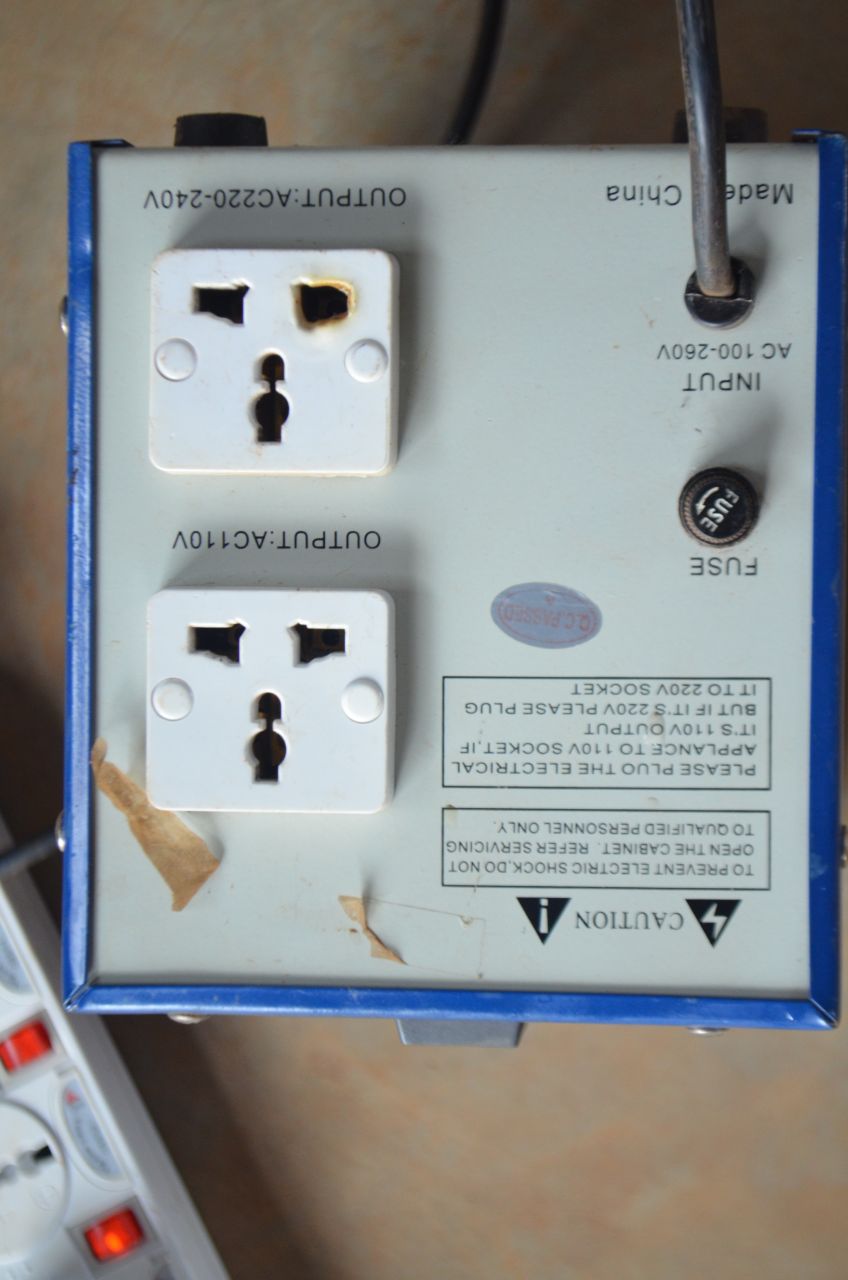 CAUTION
TO PREVENT ELECTRIC SHOCK,DO NOT
OPEN THE CABINET. REFER SERVICING
TO QUALIFIED PERSONNEL ONLY.
PLEASE PLUO THE ELECTRICAL
APPLANCE TO 110V SOCKET,IF
IT'S 110V OUTPUT
BUT IF IT'S 220V PLEASE PLUG
IT TO 220V SOCKET
Q.C.PASSED
FUSE
FUSE
INPUT
AC 100-260V
Made China
OUTPUT:AC110V
OUTPUT:AC220-240V